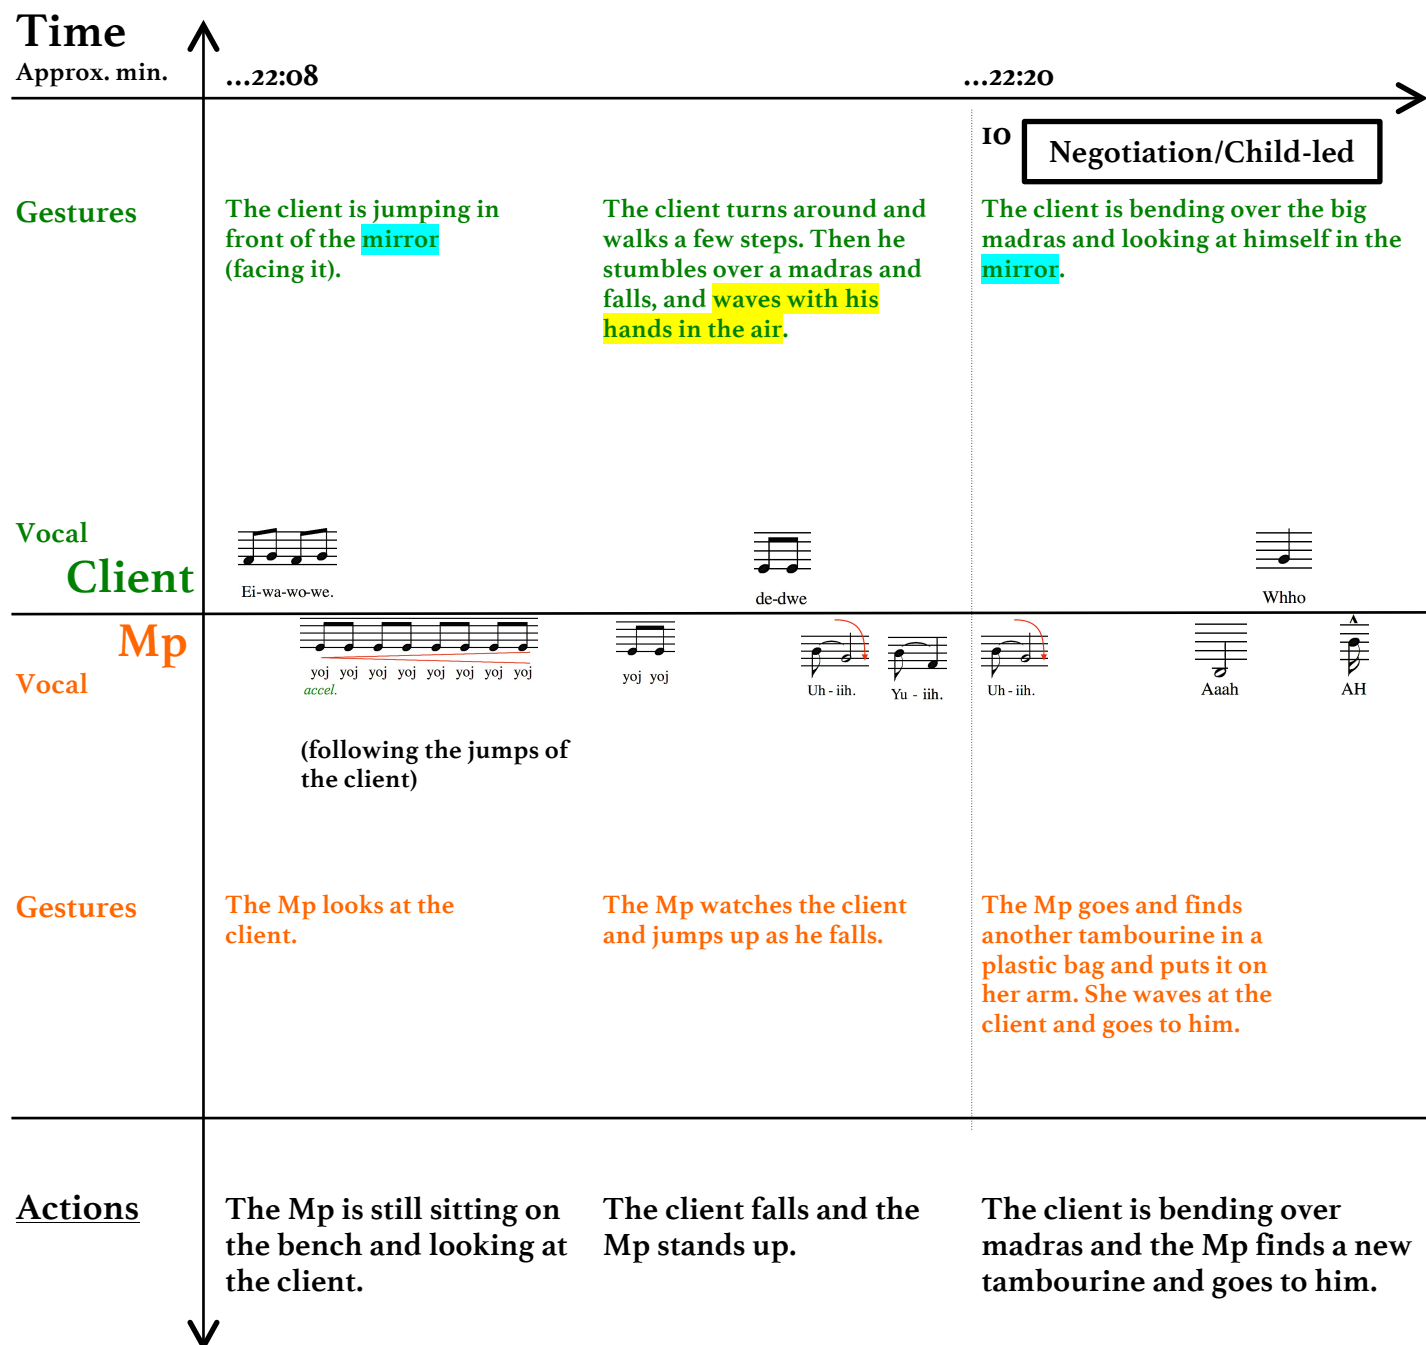 Time
Approx. min.
...22:08
...22:20
10
Negotiation/Child-led
Gestures
The client is jumping in
front of the mirror
(facing it).
The client turns around and
walks a few steps. Then he
stumbles over a madras and
falls, and waves with his
hands in the air.
The client is bending over the big
madras and looking at himself in the
mirror.
Vocal
Client
Ei-wa-wo-we.
de-dwe
Whho
Mp
Vocal
yoj yoj yoj yoj yoj yoj yoj yoj
accel.
yoj yoj
Uh - iih.
Yu - iih.
Uh - iih.
Aaah
AH
(following the jumps of
the client)
Gestures
The Mp looks at the
client.
The Mp watches the client
and jumps up as he falls.
The Mp goes and finds
another tambourine in a
plastic bag and puts it on
her arm. She waves at the
client and goes to him.
Actions
The Mp is still sitting on
the bench and looking at
the client.
The client falls and the
Mp stands up.
The client is bending over
madras and the Mp finds a new
tambourine and goes to him.